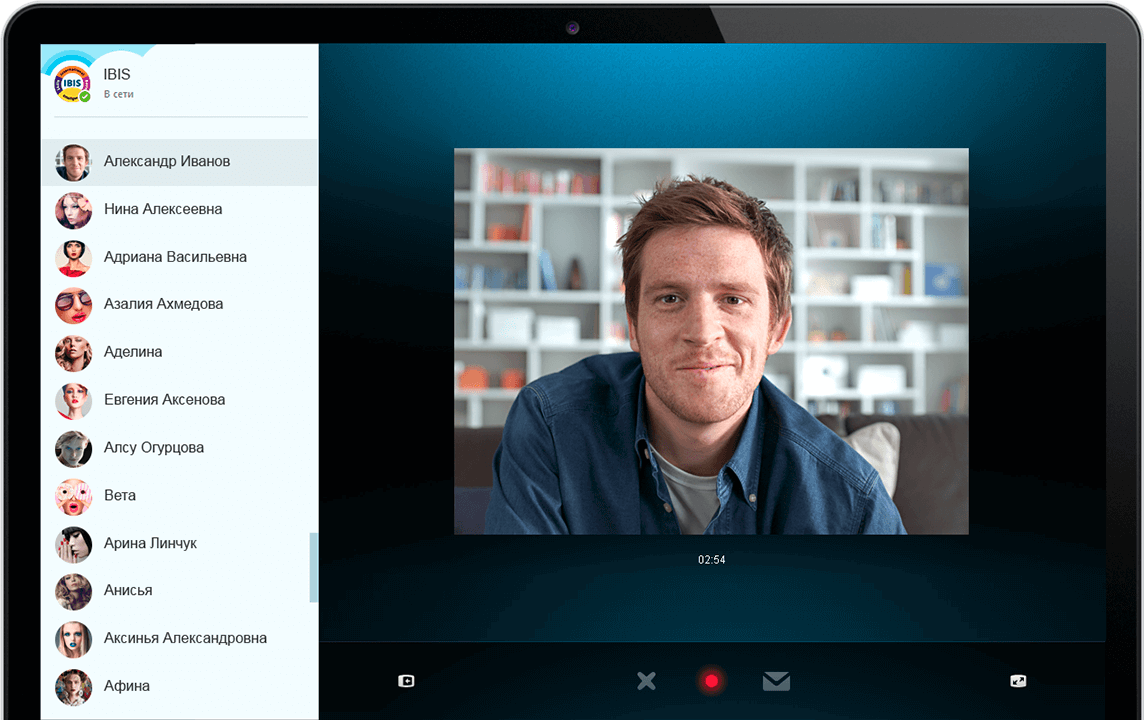 IBIS
IBIS
В сети
Александр Иванов
Нина Алексеевна
Адриана Васильевна
Азалия Ахмедова
Аделина
Евгения Аксенова
Алсу Огурцова
Вета
Арина Линчук
Анисья
Аксинья Александровна
Афина
02:54